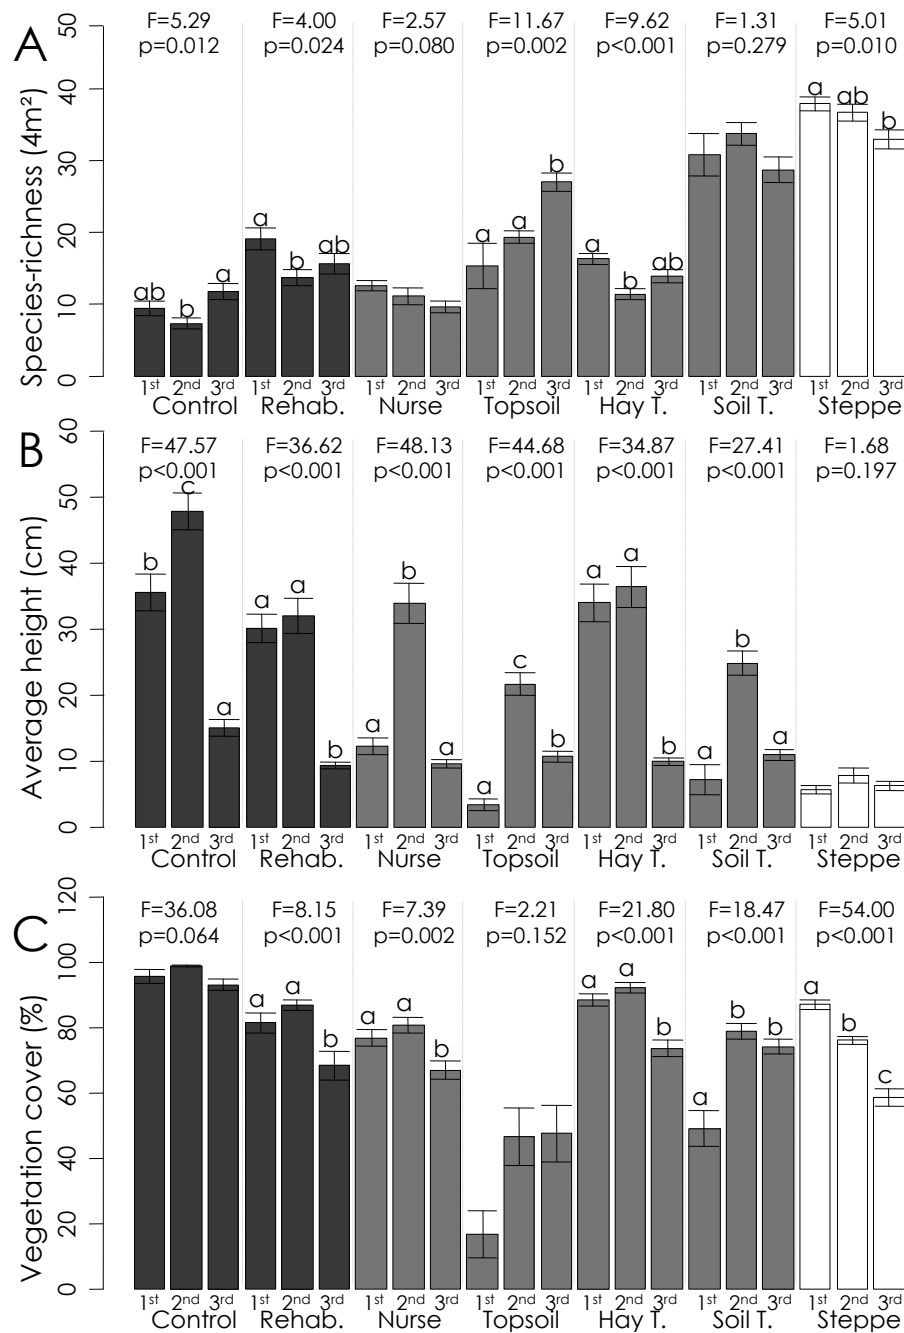 A
Species-richness (4m²)
50
40
30
20
10
0
F=5.29 F=4.00 F=2.57 F=11.67 F=9.62 F=1.31 F=5.01
p=0.012 p=0.024 p=0.080 p=0.002 p<0.001 p=0.279 p=0.010
ab b a a b ab a a b a b ab a ab b
1st 2nd 3rd 1st 2nd 3rd 1st 2nd 3rd 1st 2nd 3rd 1st 2nd 3rd 1st 2nd 3rd 1st 2nd 3rd
Control Rehab. Nurse Topsoil Hay T. Soil T. Steppe
B
Average height (cm)
60
50
40
30
20
10
0
F=47.57 F=36.62 F=48.13 F=44.68 F=34.87 F=27.41 F=1.68
p<0.001 p<0.001 p<0.001 p<0.001 p<0.001 p<0.001 p=0.197
b c a a a b a b a a c b a a b a b a
1st 2nd 3rd 1st 2nd 3rd 1st 2nd 3rd 1st 2nd 3rd 1st 2nd 3rd 1st 2nd 3rd 1st 2nd 3rd
Control Rehab. Nurse Topsoil Hay T. Soil T. Steppe
C
Vegetation cover (%)
120
100
80
60
40
20
0
F=36.08 F=8.15 F=7.39 F=2.21 F=21.80 F=18.47 F=54.00
p=0.064 p<0.001 p=0.002 p=0.152 p<0.001 p<0.001 p<0.001
a a b a a b a a b a b b a b c
1st 2nd 3rd 1st 2nd 3rd 1st 2nd 3rd 1st 2nd 3rd 1st 2nd 3rd 1st 2nd 3rd 1st 2nd 3rd
Control Rehab. Nurse Topsoil Hay T. Soil T. Steppe